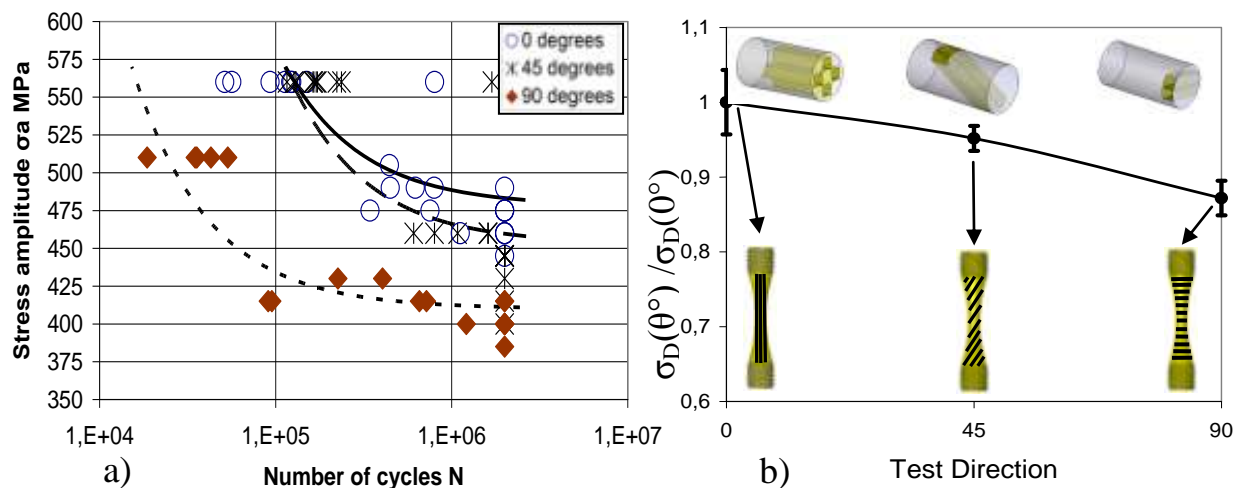 600
575
550
525
500
475
450
425
400
375
350
Stress amplitude σa MPa
0 degrees
45 degrees
90 degrees
1,E+04
1,E+05
1,E+06
1,E+07
a)
Number of cycles N
1,1
1
0,9
0,8
0,7
0,6
σD(θ°) /σD(0°)
0
45
90
b)
Test Direction